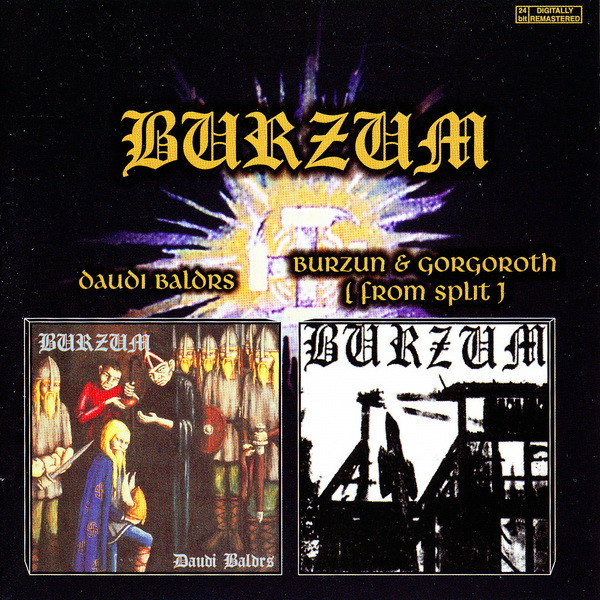 24 bit DIGITALLY REMASTERED
BURZUM
DAUDI BALDRS
BURZUN & GORGOROTH
[ FROM SPLIT ]
BURZUM
Daudi Baldrs
BURZUM